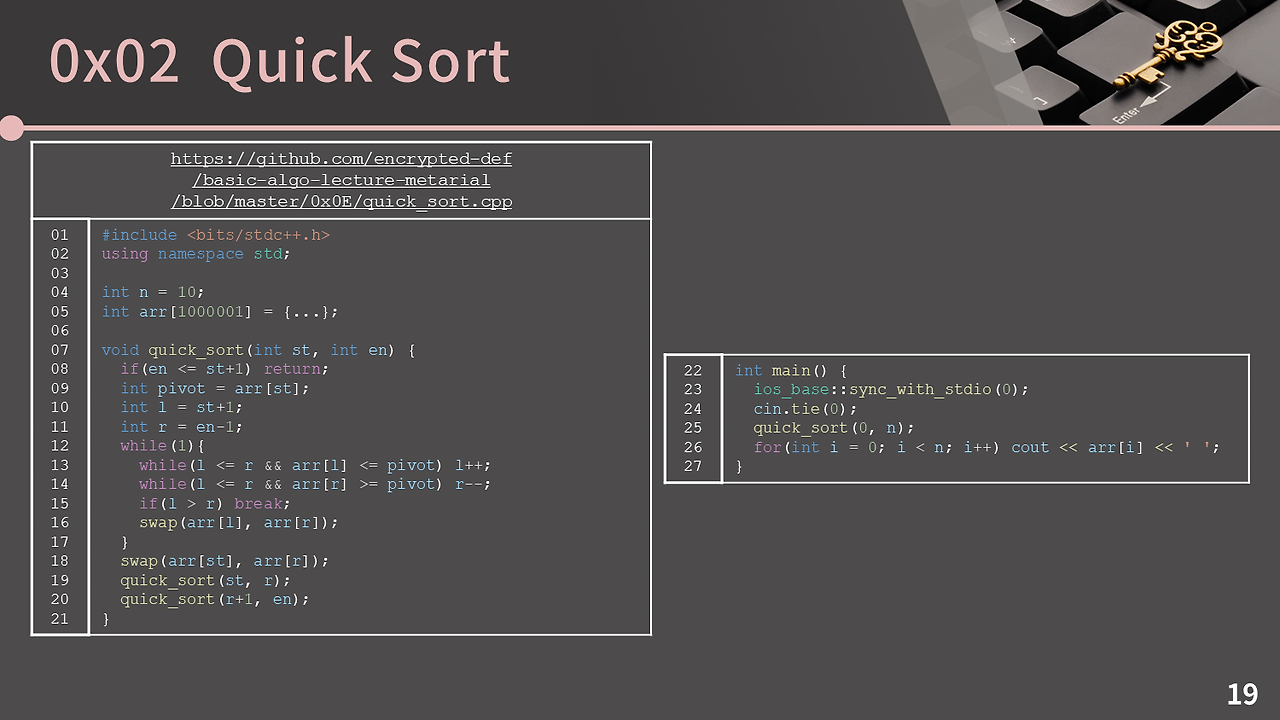 0x02 Quick Sort
Enter
https://github.com/encrypted-def
/basic-algo-lecture-metarial
/blob/master/0x0E/quick_sort.cpp
01 #include <bits/stdc++.h>
02 using namespace std;
03
04 int n = 10;
05 int arr[1000001] = {...};
06
07 void quick_sort(int st, int en) {
08 if(en <= st+1) return;
09 int pivot = arr[st];
10 int l = st+1;
11 int r = en-1;
12 while(1){
13 while(l <= r && arr[l] <= pivot) l++;
14 while(l <= r && arr[r] >= pivot) r--;
15 if(l > r) break;
16 swap(arr[l], arr[r]);
17 }
18 swap(arr[st], arr[r]);
19 quick_sort(st, r);
20 quick_sort(r+1, en);
21 }
22 int main() {
23 ios_base::sync_with_stdio(0);
24 cin.tie(0);
25 quick_sort(0, n);
26 for(int i = 0; i < n; i++) cout << arr[i] << ' ';
27 }
19